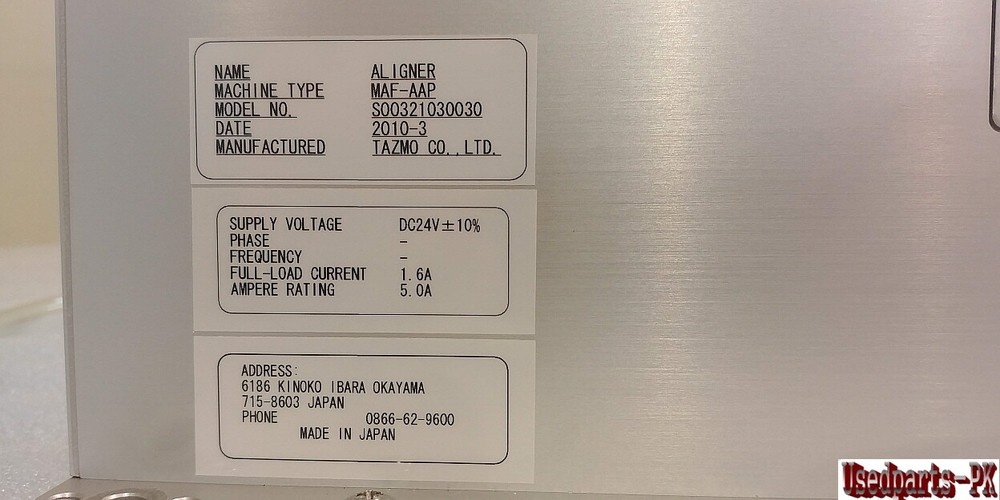 NAME ALIGNER
MACHINE TYPE MAF-AAP
MODEL NO. S00321030030
DATE 2010-3
MANUFACTURED TAZMO CO.,LTD.
SUPPLY VOLTAGE DC24V±10%
PHASE -
FREQUENCY -
FULL-LOAD CURRENT 1.6A
AMPERE RATING 5.0A
ADDRESS:
6186 KINOKO IBARA OKAYAMA
715-8603 JAPAN
PHONE 0866-62-9600
MADE IN JAPAN
Usedparts-PK